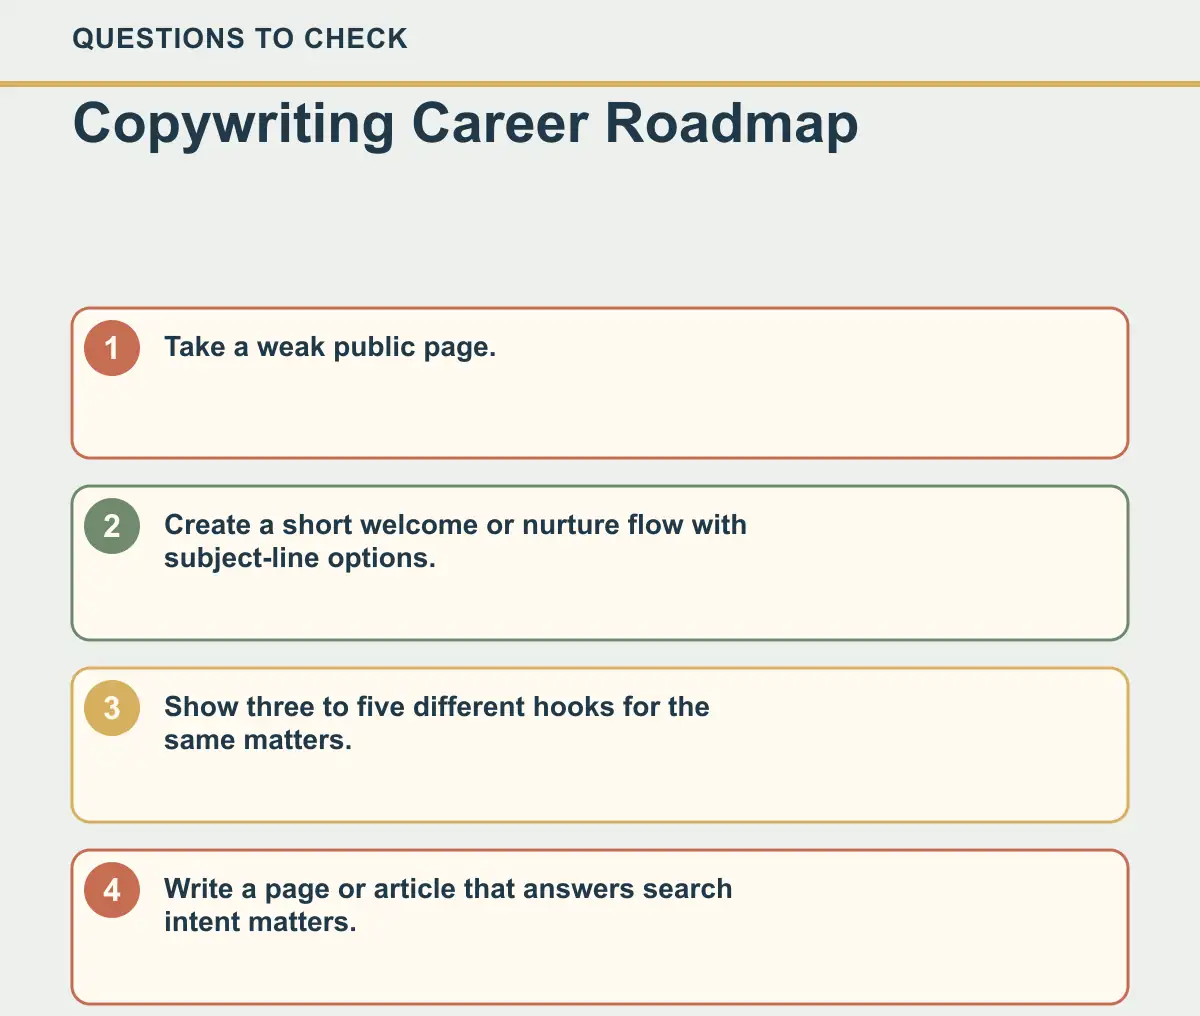 QUESTIONS TO CHECK
Copywriting Career Roadmap
1
Take a weak public page.
2
Create a short welcome or nurture flow with
subject-line options.
3
Show three to five different hooks for the
same matters.
4
Write a page or article that answers search
intent matters.